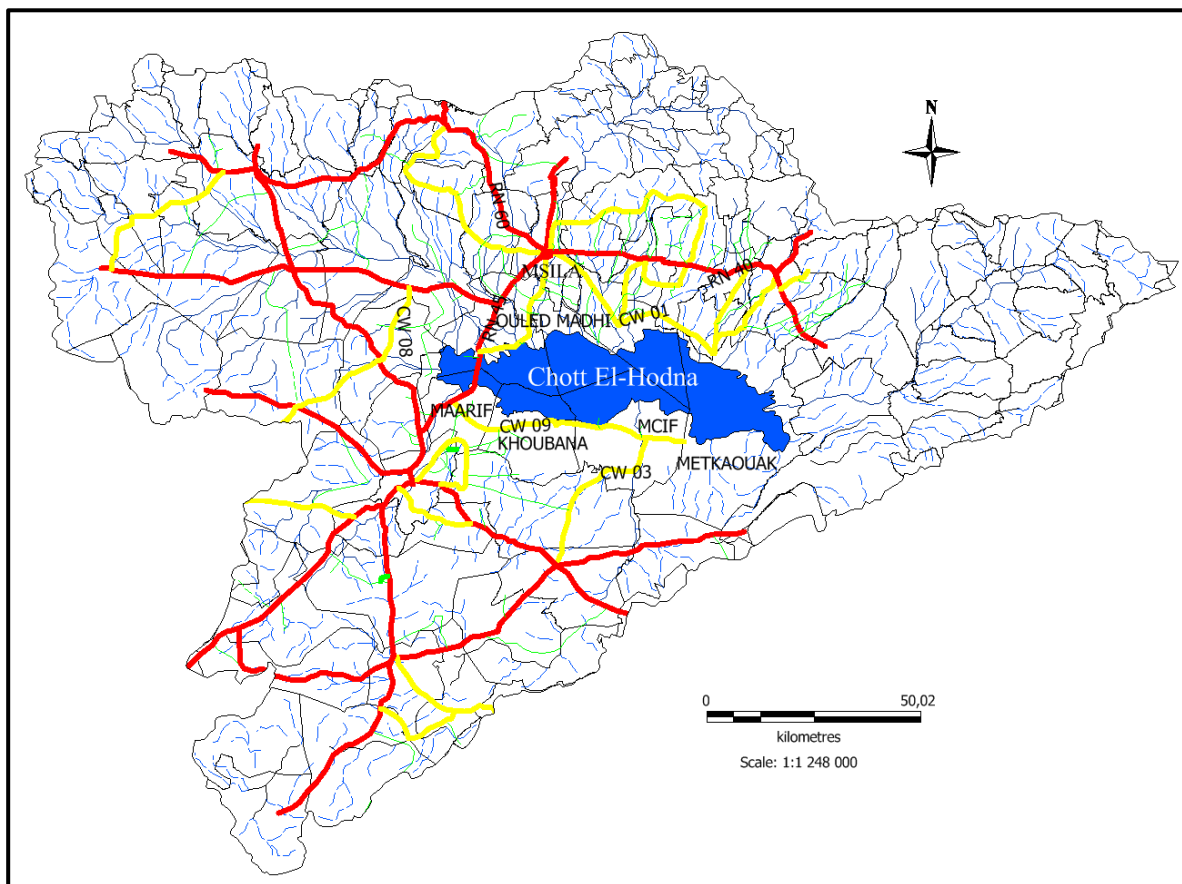 N
RN 60
MSILA
RN 40
OULED MADHI
CW 01
CW 08
Chott El-Hodna
MAARIF
CW 09
KHOUBANA
MCIF
METKAOUAK
CW 03
0 50,02
kilometres
Scale: 1:1 248 000